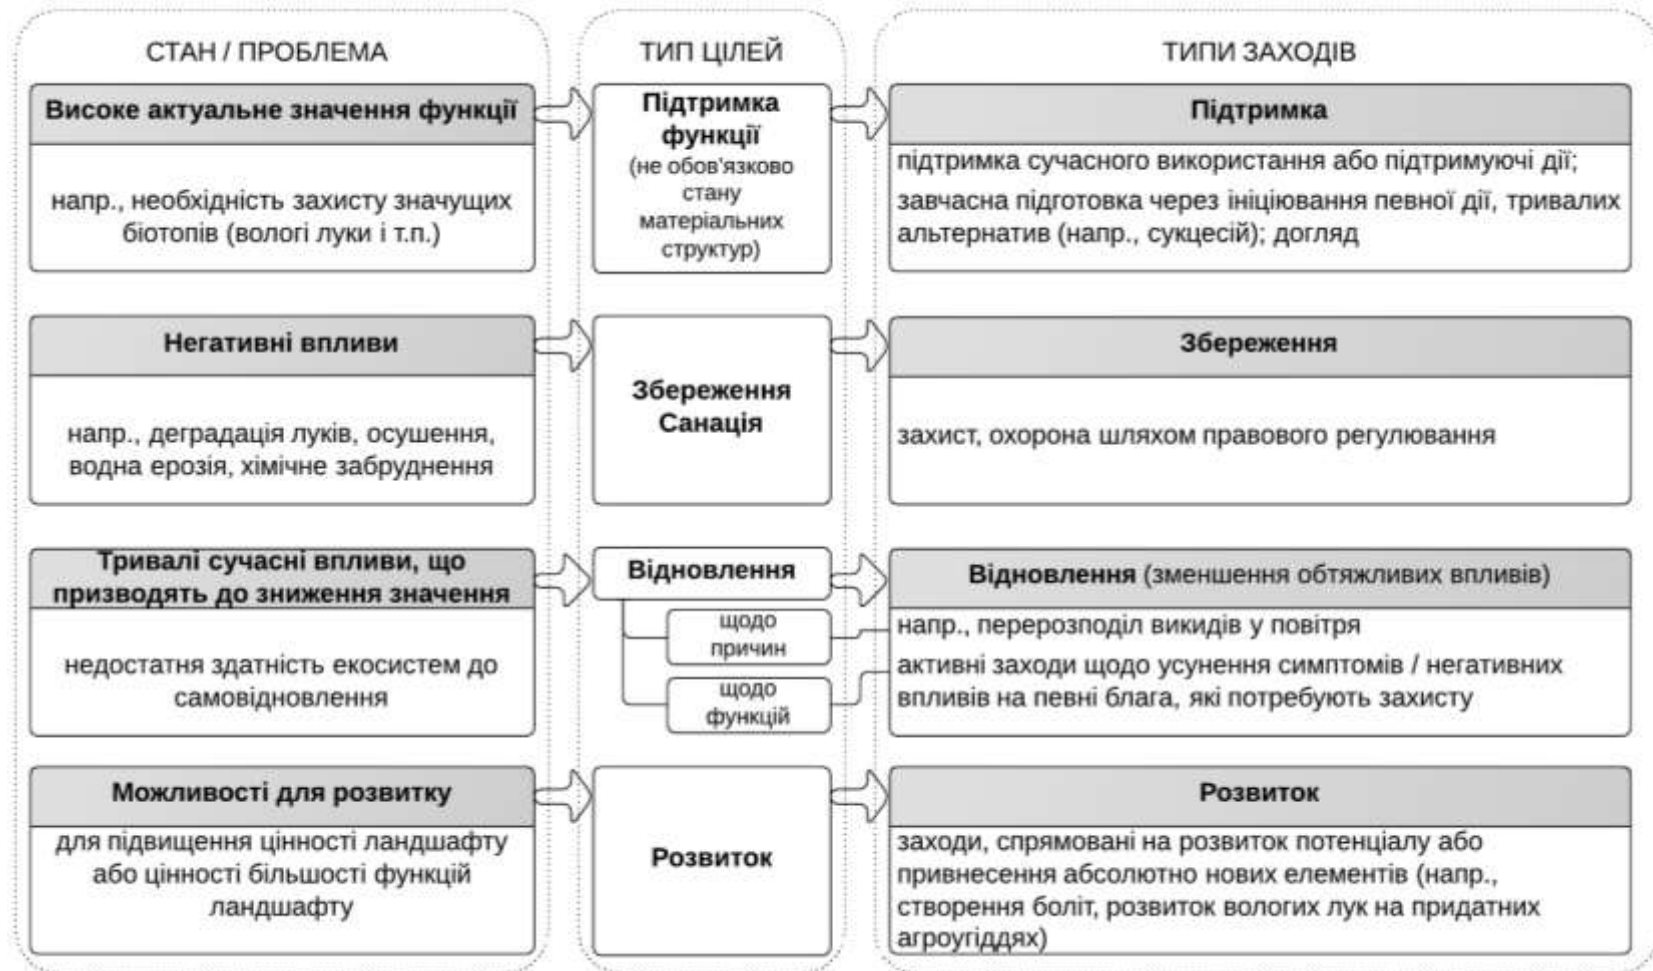 СТАН / ПРОБЛЕМА
ТИП ЦІЛЕЙ
ТИПИ ЗАХОДІВ
Високе актуальне значення функції
напр., необхідність захисту значущих
біотопів (вологі луки і т.п.)
Підтримка
функції
(не обов'язково
стану
матеріальних
структур)
Підтримка
підтримка сучасного використання або підтримуючі дії;
завчасна підготовка через ініціювання певної дії, тривалих
альтернатив (напр., сукцесій); догляд
Негативні впливи
напр., деградація луків, осушення,
водна ерозія, хімічне забруднення
Збереження
Санація
Збереження
захист, охорона шляхом правового регулювання
Тривалі сучасні впливи, що
призводять до зниження значення
недостатня здатність екосистем до
самовідновлення
Відновлення
щодо
причин
щодо
функцій
Відновлення (зменшення обтяжливих впливів)
напр., перерозподіл викидів у повітря
активні заходи щодо усунення симптомів / негативних
впливів на певні блага, які потребують захисту
Можливості для розвитку
для підвищення цінності ландшафту
або цінності більшості функцій
ландшафту
Розвиток
Розвиток
заходи, спрямовані на розвиток потенціалу або
привнесення абсолютно нових елементів (напр.,
створення боліт, розвиток вологих лук на придатних
агроугіддях)